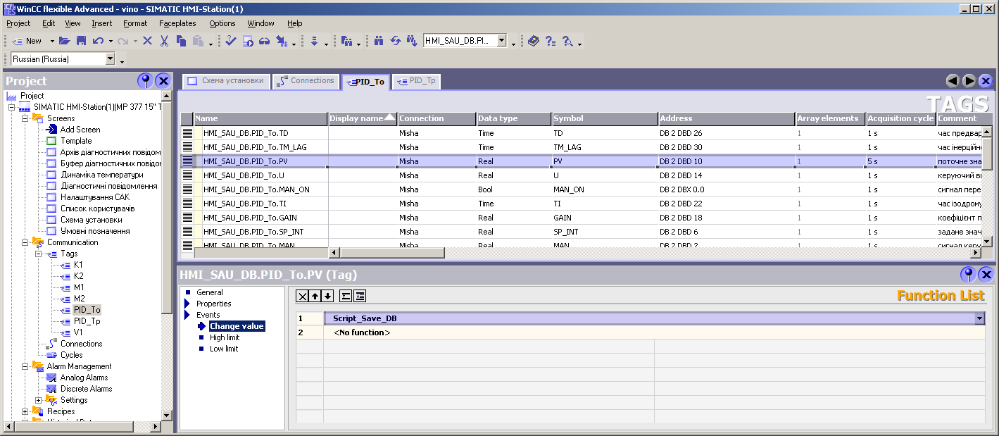 WinCC flexible Advanced - vino - SIMATIC HMI-Station(1)
Project Edit View Insert Format Faceplates Options Window Help
New HMI_SAU_DB.PI...
Russian (Russia)
Project
Project
SIMATIC HMI-Station(1)(MP 377 15" T
Screens
Add Screen
Template
Архів діагностичних повідом
Буфер діагностичних повідо
Динаміка температури
Діагностичні повідомлення
Налаштування САК
Список користувачів
Схема установки
Умовні позначення
Communication
Tags
K1
K2
M1
M2
PID_To
PID_Tp
V1
Connections
Cycles
Alarm Management
Analog Alarms
Discrete Alarms
Settings
Recipes
Схема установки Connections PID_To PID_Tp
TAGS
Name Display name Connection Data type Symbol Address Array elements Acquisition cycle Comment
HMI_SAU_DB.PID_To.TD Misha Time TD DB 2 DBD 26 1 1 s час предвар
HMI_SAU_DB.PID_To.TM_LAG Misha Time TM_LAG DB 2 DBD 30 1 1 s час інерційн
HMI_SAU_DB.PID_To.PV Misha Real PV DB 2 DBD 10 1 5 s поточне зна
HMI_SAU_DB.PID_To.U Misha Real U DB 2 DBD 14 1 1 s керуючий в
HMI_SAU_DB.PID_To.MAN_ON Misha Bool MAN_ON DB 2 DBX 0.0 1 1 s сигнал пере
HMI_SAU_DB.PID_To.TI Misha Time TI DB 2 DBD 22 1 1 s час ізодрому
HMI_SAU_DB.PID_To.GAIN Misha Real GAIN DB 2 DBD 18 1 1 s коефіцієнт п
HMI_SAU_DB.PID_To.SP_INT Misha Real SP_INT DB 2 DBD 6 1 1 s задане знач
HMI_SAU_DB.PID_To.MAN Misha Real MAN DB 2 DBD 2 1 1 s сигнал керу
HMI_SAU_DB.PID_To.PV (Tag)
General
Properties
Events
Change value
High limit
Low limit
Function List
1 Script_Save_DB
2 <No function>